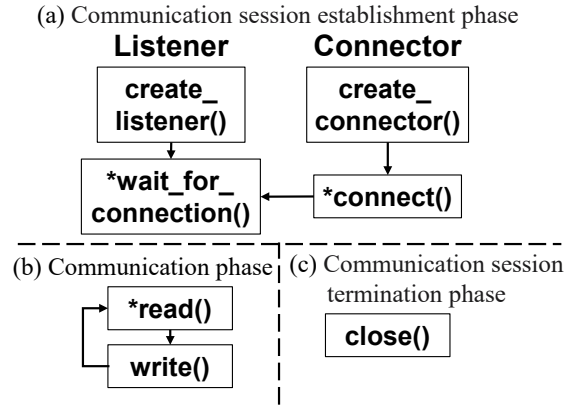 (a) Communication session establishment phase
Listener
Connector
create_
listener()
create_
connector()
*wait_for_
connection()
*connect()
(b) Communication phase
*read()
write()
(c) Communication session
termination phase
close()